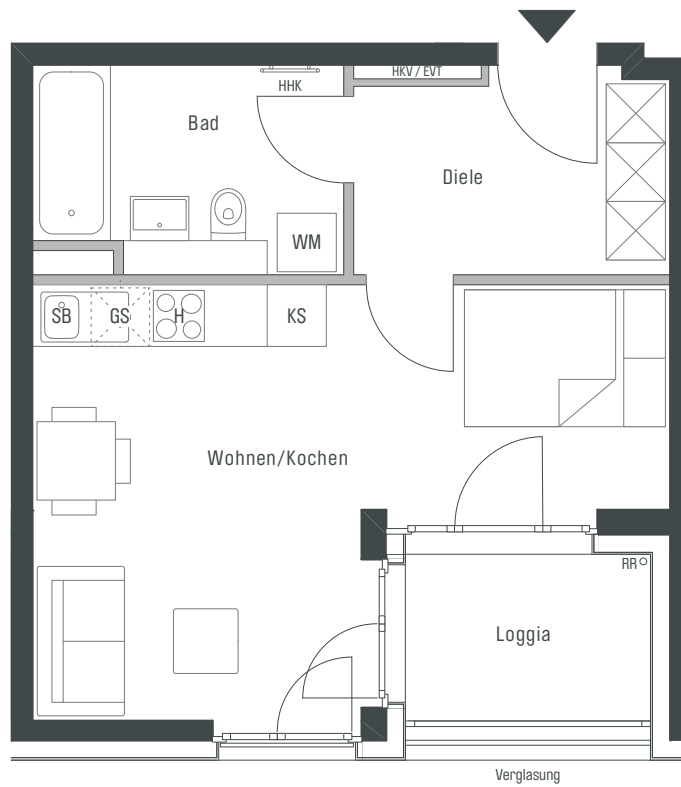 HKV / EVT
HHK
Bad
Diele
WM
SB
GS
H
KS
Wohnen/Kochen
RR
Loggia
Verglasung